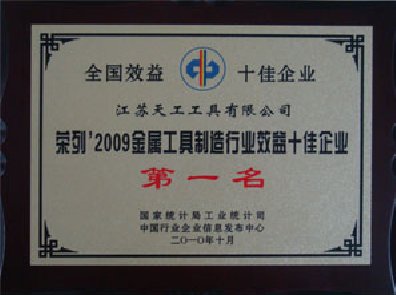 全国效益 十佳企业
江苏天工工具有限公司
荣列'2009金属工具制造行业效益十佳企业
第一名
国家统计局工业统计司
中国行业企业信息发布中心
二〇一〇年十月